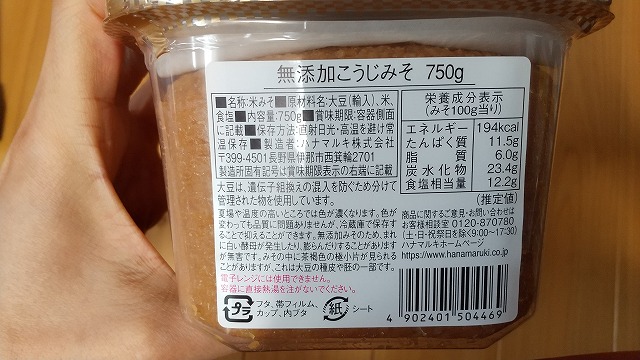 無添加こうじみそ 750g
■名称:米みそ■原材料名:大豆(輸入)、米、
食塩■内容量:750g■賞味期限:容器側面
に記載■保存方法:直射日光・高温を避け常
温保存■製造者:ハナマルキ株式会社
〒399-4501長野県伊那市西箕輪2701
製造所固有記号は賞味期限表示の右端に記載
栄養成分表示
(みそ100g当り)
エネルギー 194kcal
たんぱく質 11.5g
脂質 6.0g
炭水化物 23.4g
食塩相当量 12.2g
(推定値)
大豆は、遺伝子組換えの混入を防ぐため分けて
管理された物を使用しています。
夏場や温度の高いところでは色が濃くなります。色が
変わっても品質に問題ありませんが、冷蔵庫で保存す
ることで抑えることができます。無添加みそのため、まれ
に白い酵母が発生したり、膨らんだりすることがあります
が無害です。みその中に茶褐色の極小片が見られる
ことがありますが、これは大豆の種皮や胚の一部です。
電子レンジには使用できません。
容器に直接熱湯を注がないでください。
商品に関するご意見・お問い合わせは
お客様相談室 0120-870780
(土・日・祝祭日を除く9:00~17:30)
ハナマルキホームページ
https://www.hanamaruki.co.jp/
プラ
フタ、帯フィルム、
カップ、内ブタ
紙
シート
4 902401 504469